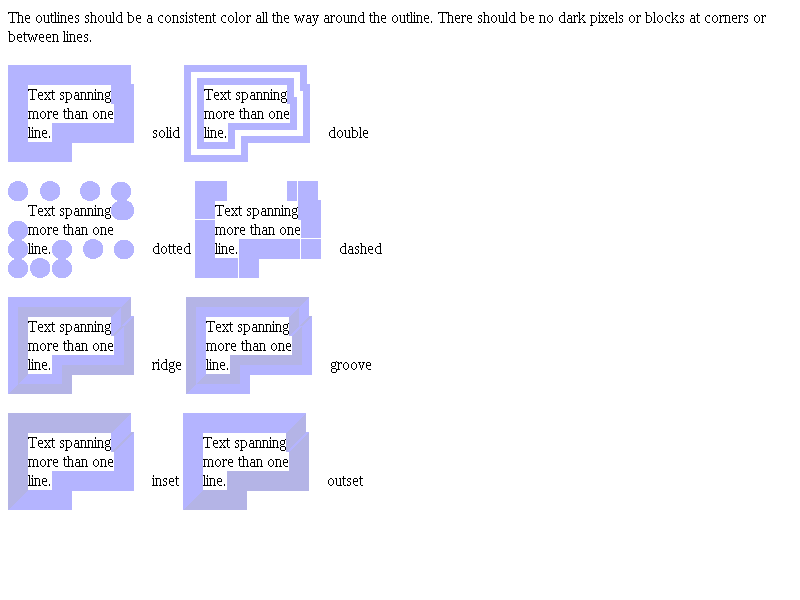 The outlines should be a consistent color all the way around the outline. There should be no dark pixels or blocks at corners or
between lines.
Text spanning
more than one
line.
solid
Text spanning
more than one
line.
double
Text spanning
more than one
line.
dotted
Text spanning
more than one
line.
dashed
Text spanning
more than one
line.
ridge
Text spanning
more than one
line.
groove
Text spanning
more than one
line.
inset
Text spanning
more than one
line.
outset